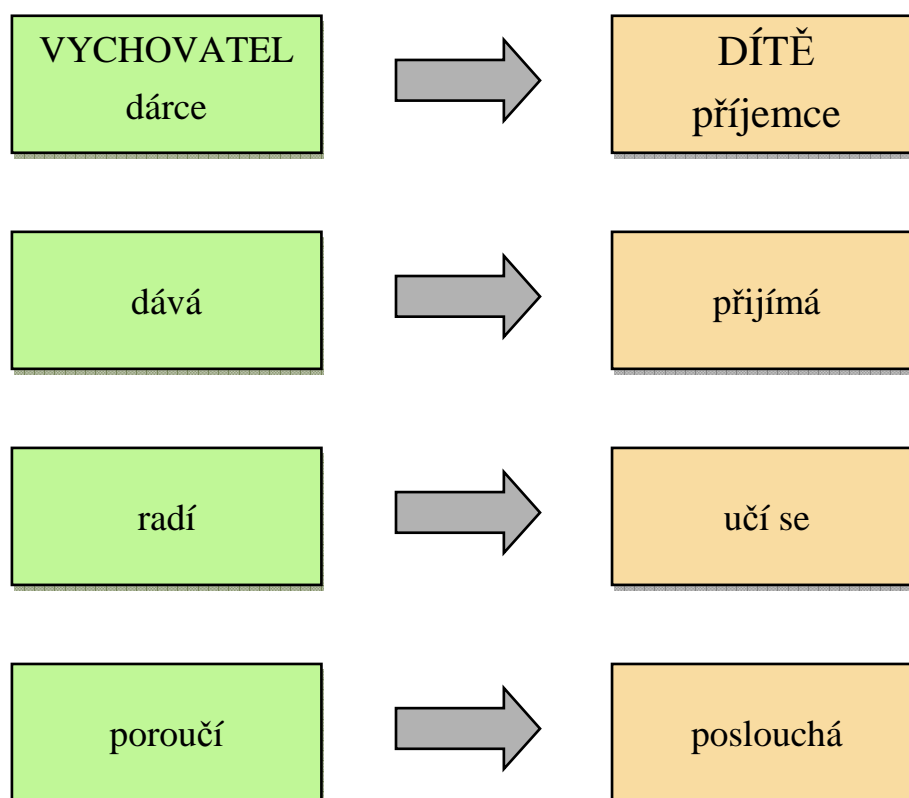 VYCHOVATEL
dárce
DÍTĚ
příjemce
dává
přijímá
radí
učí se
poroučí
poslouchá